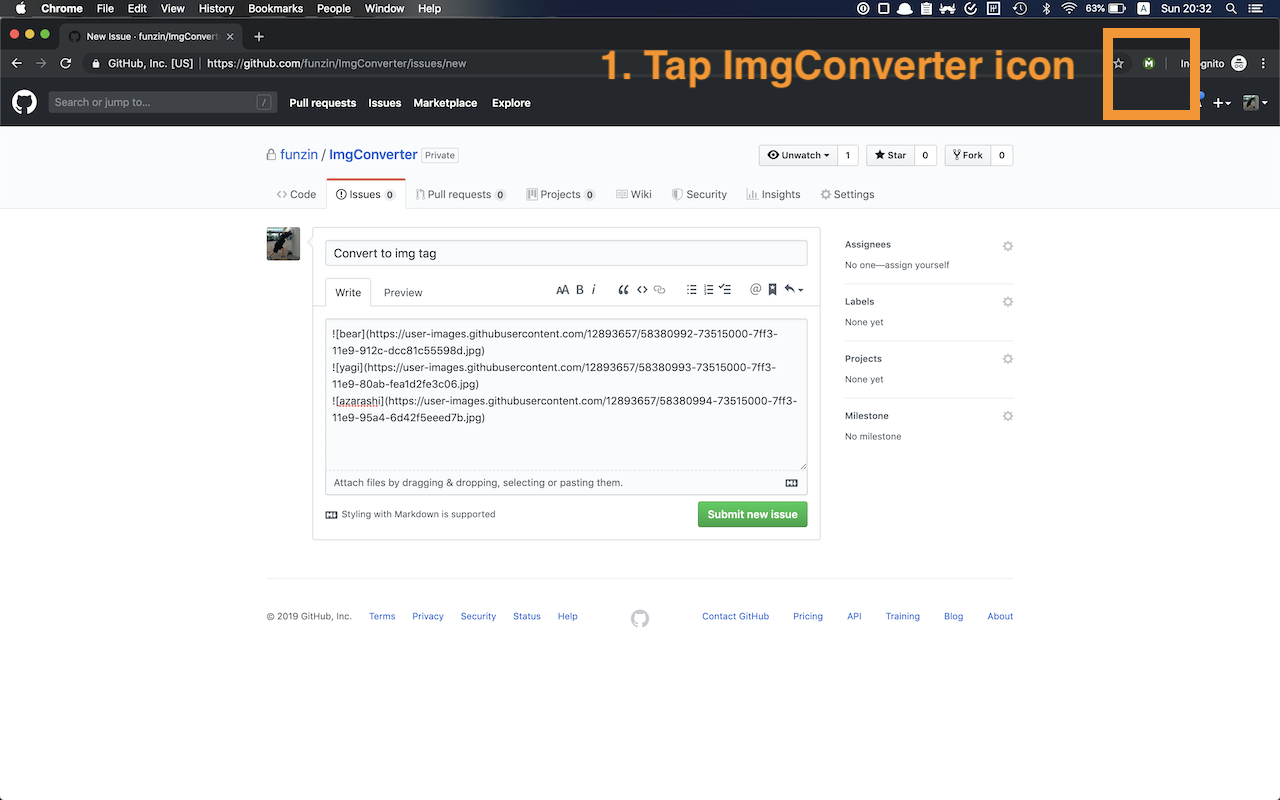 Chrome File Edit View History Bookmarks People Window Help 63% A Sun 20:32
New Issue · funzin/ImgConvert
GitHub, Inc. [US] | https://github.com/funzin/ImgConverter/issues/new
1. Tap ImgConverter icon
Search or jump to... / Pull requests Issues Marketplace Explore
funzin / ImgConverter Private Unwatch 1 Star 0 Fork 0
Code Issues 0 Pull requests 0 Projects 0 Wiki Security Insights Settings
Convert to img tag
Write Preview AA B i
![bear](https://user-images.githubusercontent.com/12893657/58380992-73515000-7ff3-
11e9-912c-dcc81c55598d.jpg)
![yagi](https://user-images.githubusercontent.com/12893657/58380993-73515000-7ff3-
11e9-80ab-fea1d2fe3c06.jpg)
![azarashi](https://user-images.githubusercontent.com/12893657/58380994-73515000-7ff3-
11e9-95a4-6d42f5eeed7b.jpg)
Attach files by dragging & dropping, selecting or pasting them.
Styling with Markdown is supported
Submit new issue
Assignees
No one—assign yourself
Labels
None yet
Projects
None yet
Milestone
No milestone
© 2019 GitHub, Inc. Terms Privacy Security Status Help Contact GitHub Pricing API Training Blog About